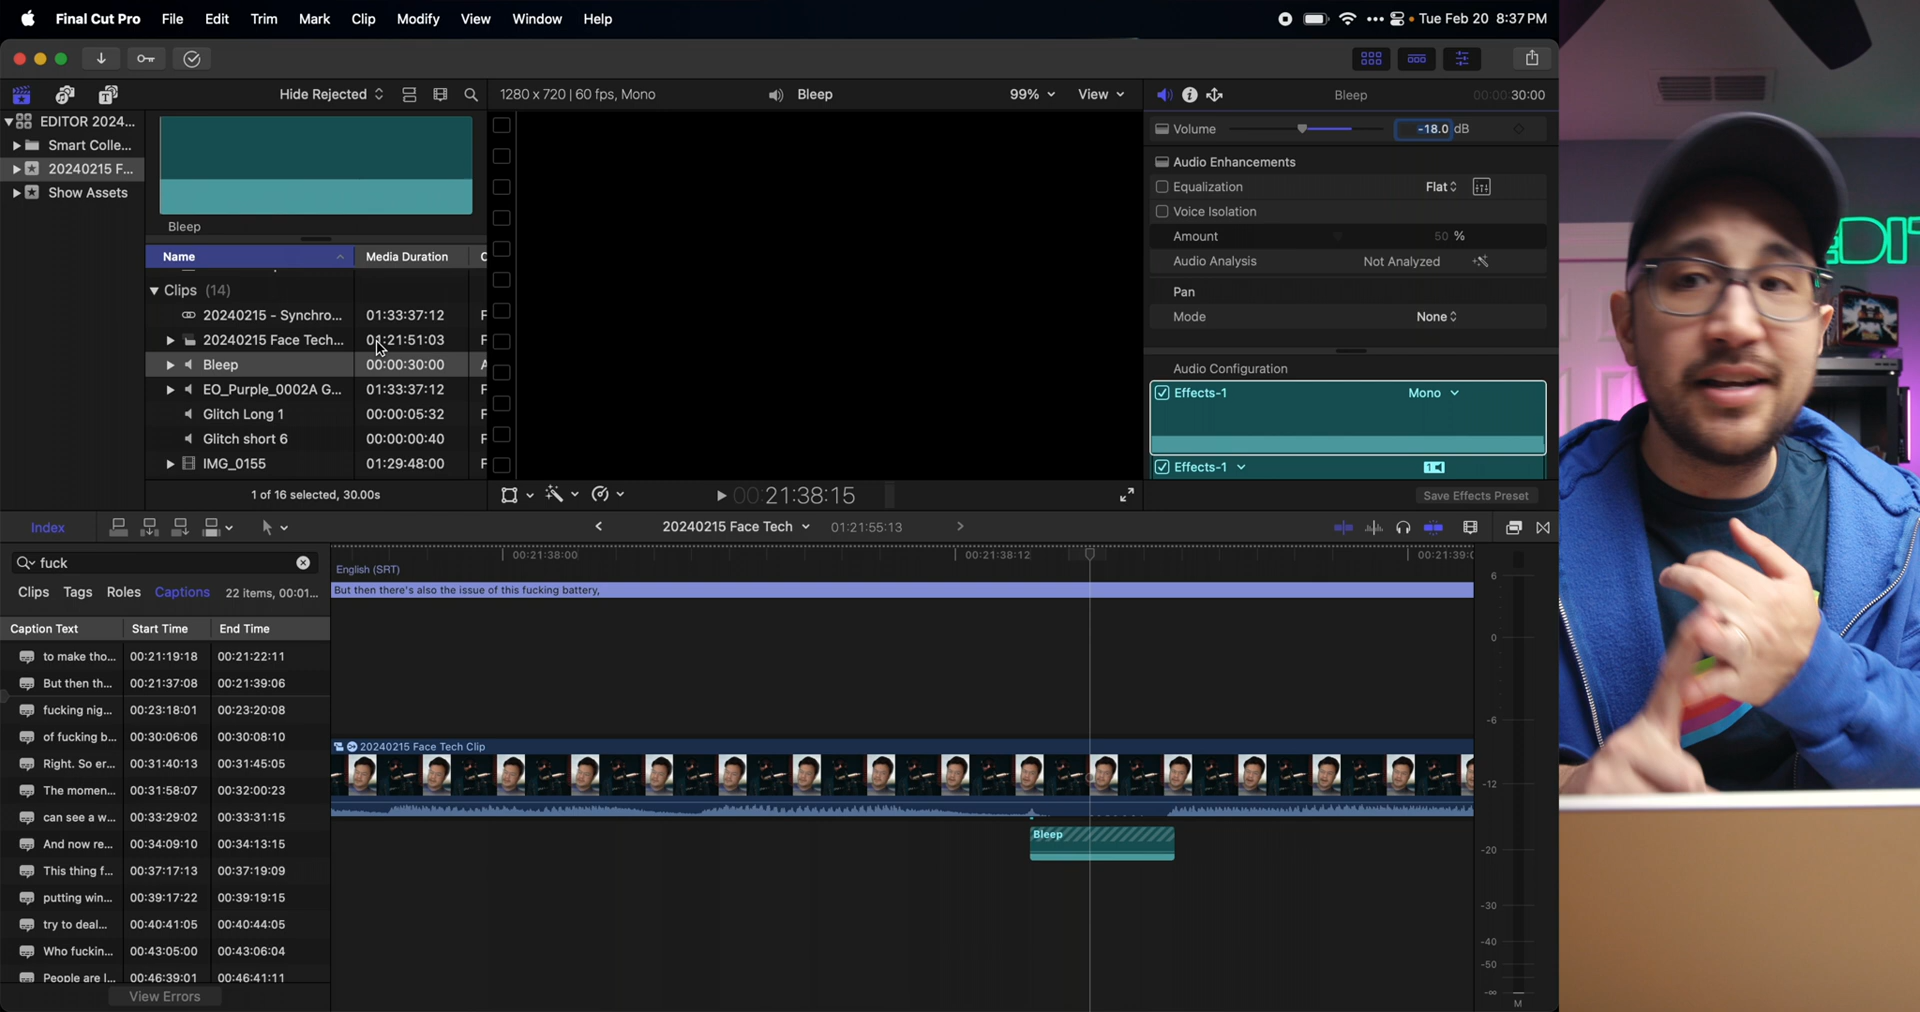 Final Cut Pro File Edit Trim Mark Clip Modify View Window Help
Tue Feb 20 8:37PM
Hide Rejected
1280 x 720 | 60 fps, Mono
Bleep
99%
View
Bleep
00:00:30:00
EDITOR 2024...
Smart Colle...
20240215 F...
Show Assets
Bleep
Name Media Duration C
Clips (14)
20240215 - Synchro... 01:33:37:12 F
20240215 Face Tech... 01:21:51:03 F
Bleep 00:00:30:00 A
EO_Purple_0002A G... 01:33:37:12 F
Glitch Long 1 00:00:05:32 F
Glitch short 6 00:00:00:40 F
IMG_0155 01:29:48:00 F
1 of 16 selected, 30.00s
00:00:21:38:15
Volume -18.0 dB
Audio Enhancements
Equalization Flat
Voice Isolation
Amount 50 %
Audio Analysis Not Analyzed
Pan
Mode None
Audio Configuration
Effects-1 Mono
Effects-1 1
Save Effects Preset
Index
20240215 Face Tech 01:21:55:13
fuck
Clips Tags Roles Captions 22 items, 00:01...
Caption Text Start Time End Time
to make tho... 00:21:19:18 00:21:22:11
But then th... 00:21:37:08 00:21:39:06
fucking nig... 00:23:18:01 00:23:20:08
of fucking b... 00:30:06:06 00:30:08:10
Right. So er... 00:31:40:13 00:31:45:05
The momen... 00:31:58:07 00:32:00:23
can see a w... 00:33:29:02 00:33:31:15
And now re... 00:34:09:10 00:34:13:15
This thing f... 00:37:17:13 00:37:19:09
putting win... 00:39:17:22 00:39:19:15
try to deal... 00:40:41:05 00:40:44:05
Who fuckin... 00:43:05:00 00:43:06:04
People are l... 00:46:39:01 00:46:41:11
View Errors
00:21:38:00
00:21:38:12
00:21:39:0
English (SRT)
But then there's also the issue of this fucking battery,
20240215 Face Tech Clip
Bleep
6
0
-6
-12
-20
-30
-40
-50
-∞
M
EDIT